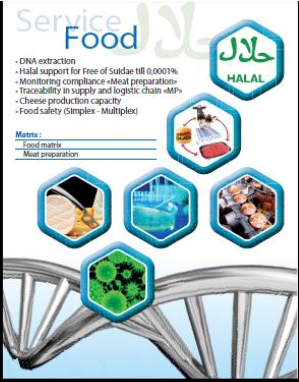 Service
Food
حلال
- DNA extraction
- Halal support for Free of Suidae till 0,0001%
- Monitoring compliance «Meat preparation»
- Traceability in supply and logistic chain «MP»
- Cheese production capacity
- Food safety (Simplex - Multiplex)
حلال
HALAL
Matrix :
Food matrix
Meat preparation